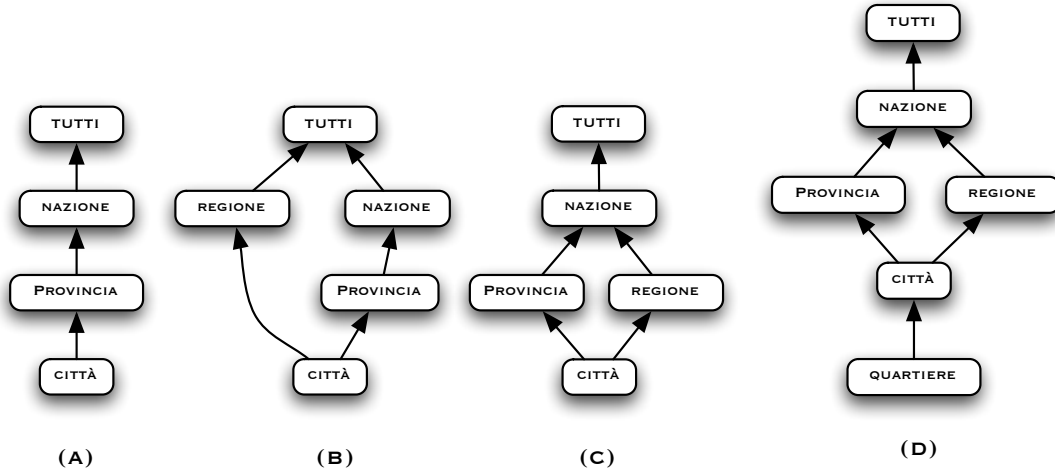 TUTTI
NAZIONE
PROVINCIA
CITTÀ
(A)
TUTTI
REGIONE NAZIONE
PROVINCIA
CITTÀ
(B)
TUTTI
NAZIONE
PROVINCIA REGIONE
CITTÀ
(C)
TUTTI
NAZIONE
PROVINCIA REGIONE
CITTÀ
QUARTIERE
(D)